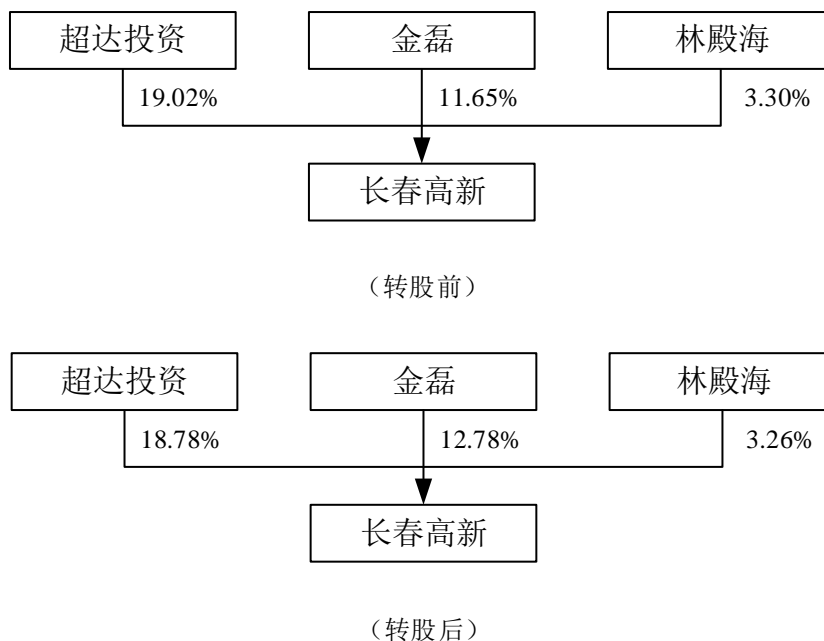 超达投资 金磊 林殿海
19.02% 11.65% 3.30%
长春高新
（转股前）
超达投资 金磊 林殿海
18.78% 12.78% 3.26%
长春高新
（转股后）